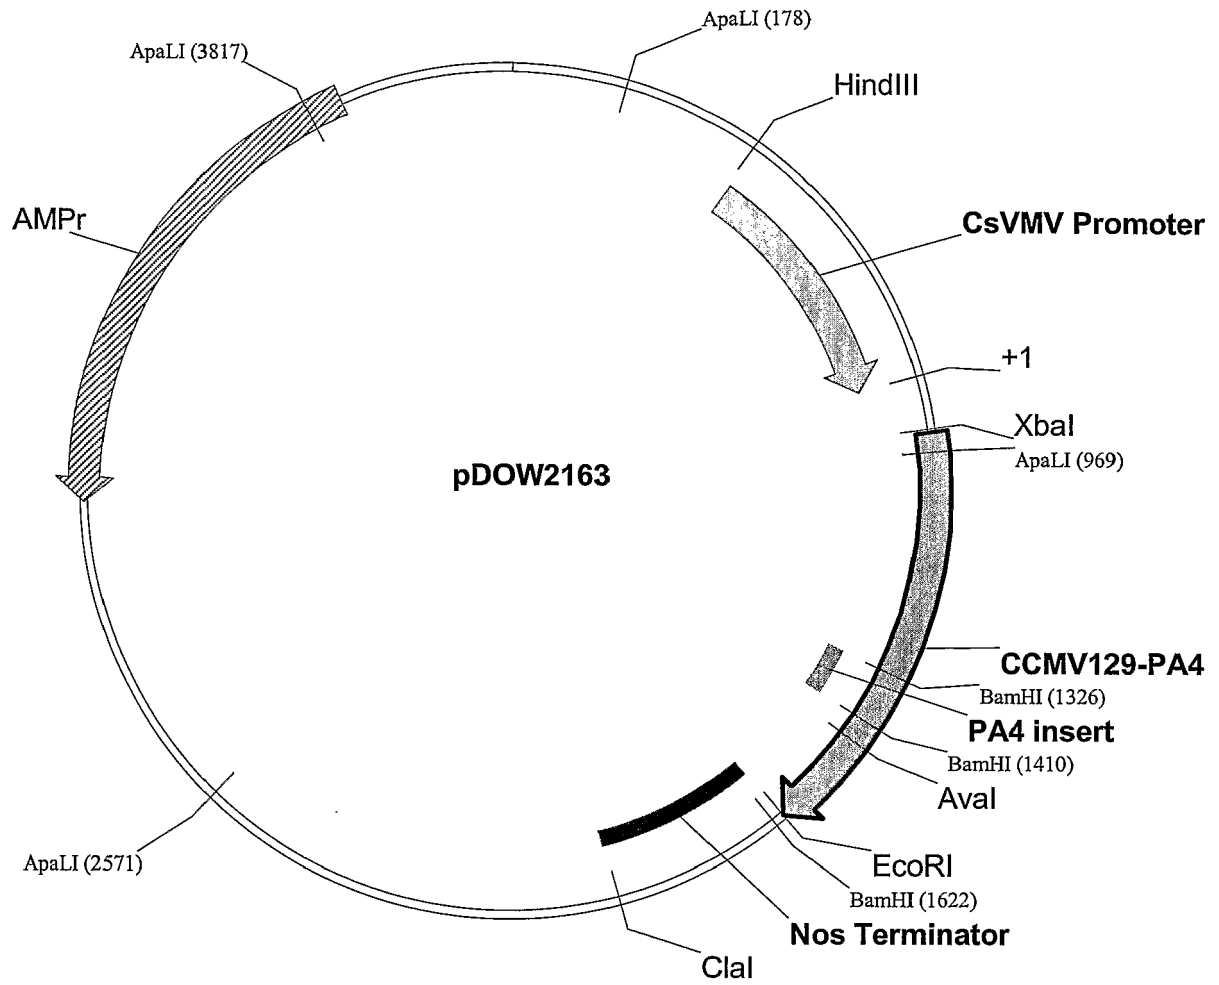 ApaLI (178)
ApaLI (3817)
HindIII
AMPr
CsVMV Promoter
+1
XbaI
ApaLI (969)
pDOW2163
CCMV129-PA4
BamHI (1326)
PA4 insert
BamHI (1410)
AvaI
ApaLI (2571)
EcoRI
BamHI (1622)
Nos Terminator
ClaI